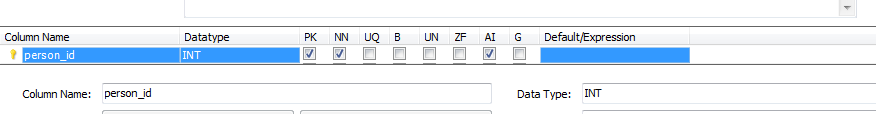 Column Name Datatype PK NN UQ B UN ZF AI G Default/Expression
person_id INT
Column Name: person_id Data Type: INT